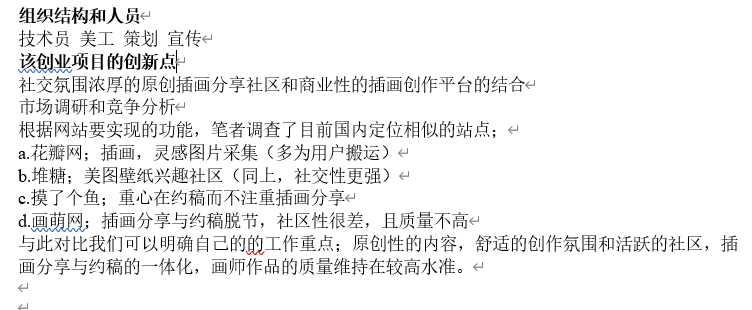 组织结构和人员
技术员 美工 策划 宣传
该创业项目的创新点
社交氛围浓厚的原创插画分享社区和商业性的插画创作平台的结合
市场调研和竞争分析
根据网站要实现的功能，笔者调查了目前国内定位相似的站点；
a.花瓣网；插画，灵感图片采集（多为用户搬运）
b.堆糖；美图壁纸兴趣社区（同上，社交性更强）
c.摸了个鱼；重心在约稿而不注重插画分享
d.画萌网；插画分享与约稿脱节，社区性很差，且质量不高
与此对比我们可以明确自己的的工作重点；原创性的内容，舒适的创作氛围和活跃的社区，插
画分享与约稿的一体化，画师作品的质量维持在较高水准。